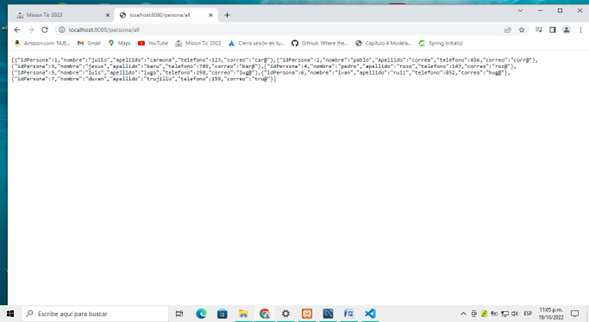 Mision Tic 2022
localhost:8080/persona/all
localhost:8080/persona/all
Amazon.com: NUE... Gmail Maps YouTube Mision Tic 2022 Cierra sesión en tu... GitHub: Where the... Capítulo 4 Modela... Spring Initializr
[{"idPersona":1,"nombre":"julio","apellido":"carmona","telefono":123,"correo":"car@"},{"idPersona":2,"nombre":"pablo","apellido":"correa","telefono":456,"correo":"corr@"},
{"idPersona":3,"nombre":"jesus","apellido":"baru","telefono":789,"correo":"bar@"},{"idPersona":4,"nombre":"pedro","apellido":"roso","telefono":147,"correo":"ros@"},
{"idPersona":5,"nombre":"luis","apellido":"lugo","telefono":258,"correo":"lug@"},{"idPersona":6,"nombre":"ivan","apellido":"ruiz","telefono":852,"correo":"hug@"},
{"idPersona":7,"nombre":"duvan","apellido":"trujillo","telefono":159,"correo":"tru@"}]
Escribe aquí para buscar
ESP
11:05 p.m.
18/10/2022